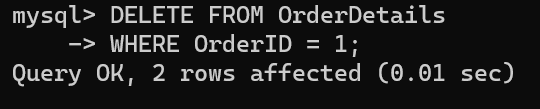 mysql> DELETE FROM OrderDetails
    -> WHERE OrderID = 1;
Query OK, 2 rows affected (0.01 sec)